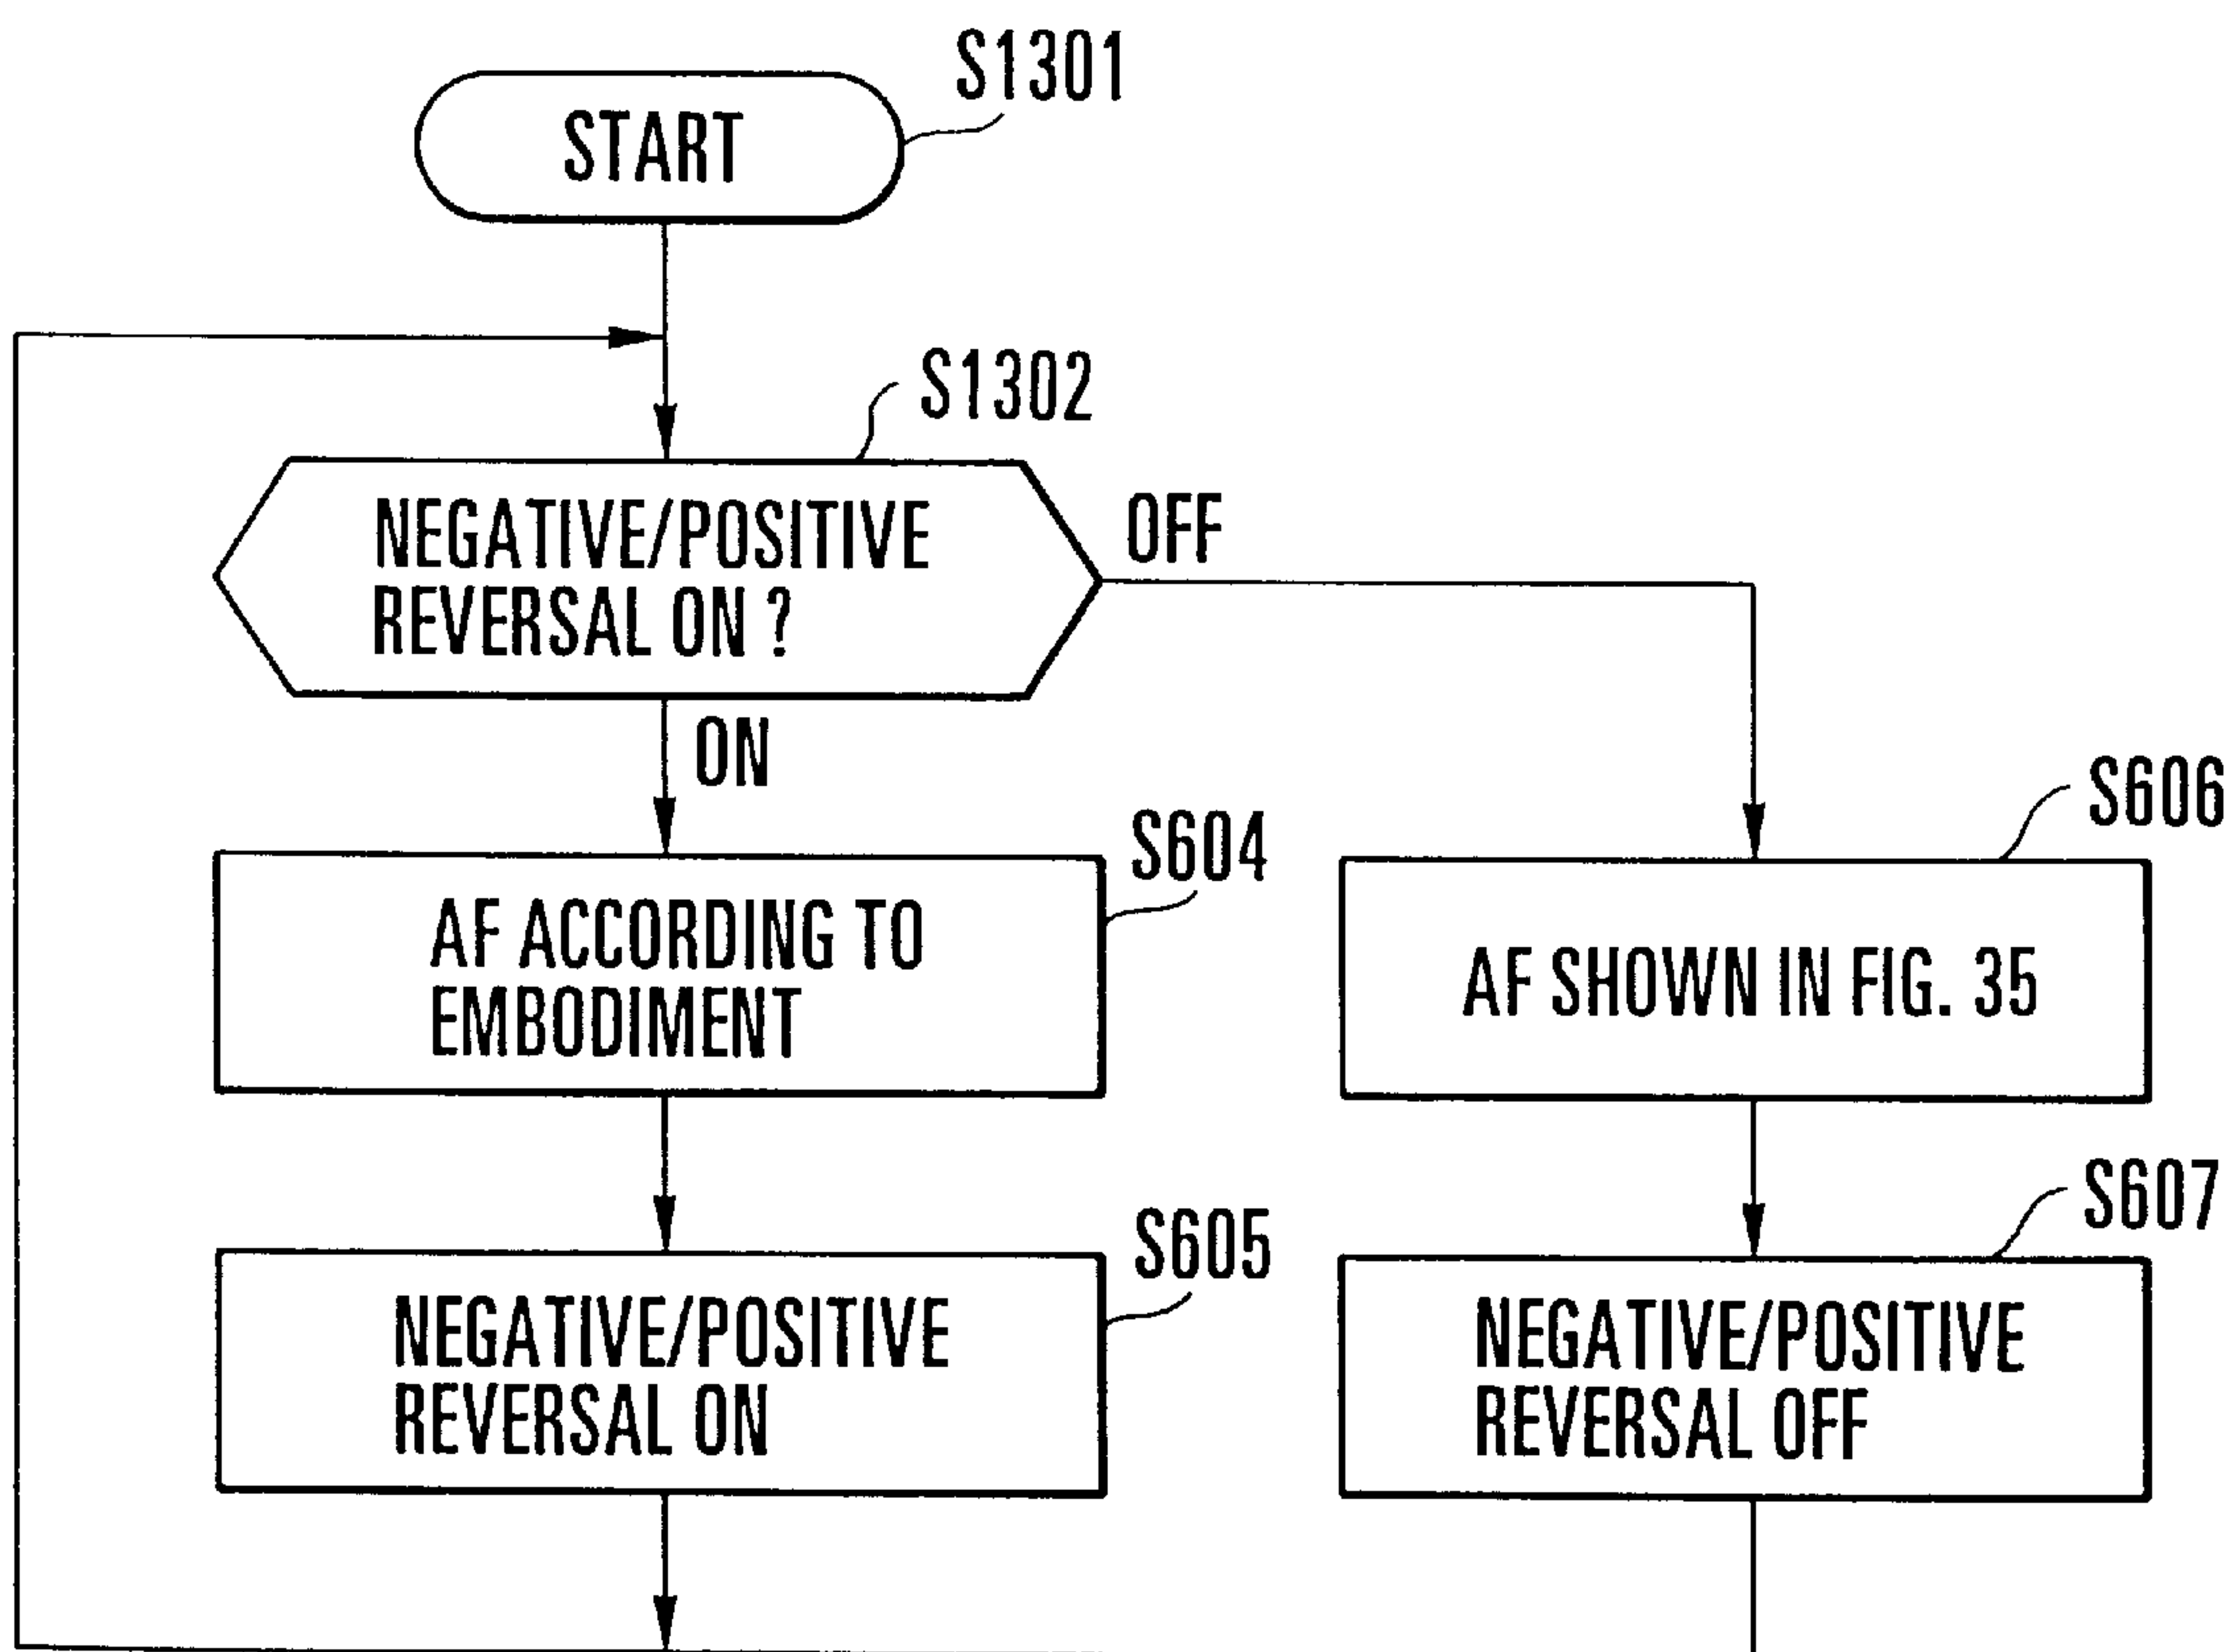 S1301
START
S1302
NEGATIVE/POSITIVE
REVERSAL ON ?
OFF
ON
S604
AF ACCORDING TO
EMBODIMENT
S606
AF SHOWN IN FIG. 35
S605
NEGATIVE/POSITIVE
REVERSAL ON
S607
NEGATIVE/POSITIVE
REVERSAL OFF